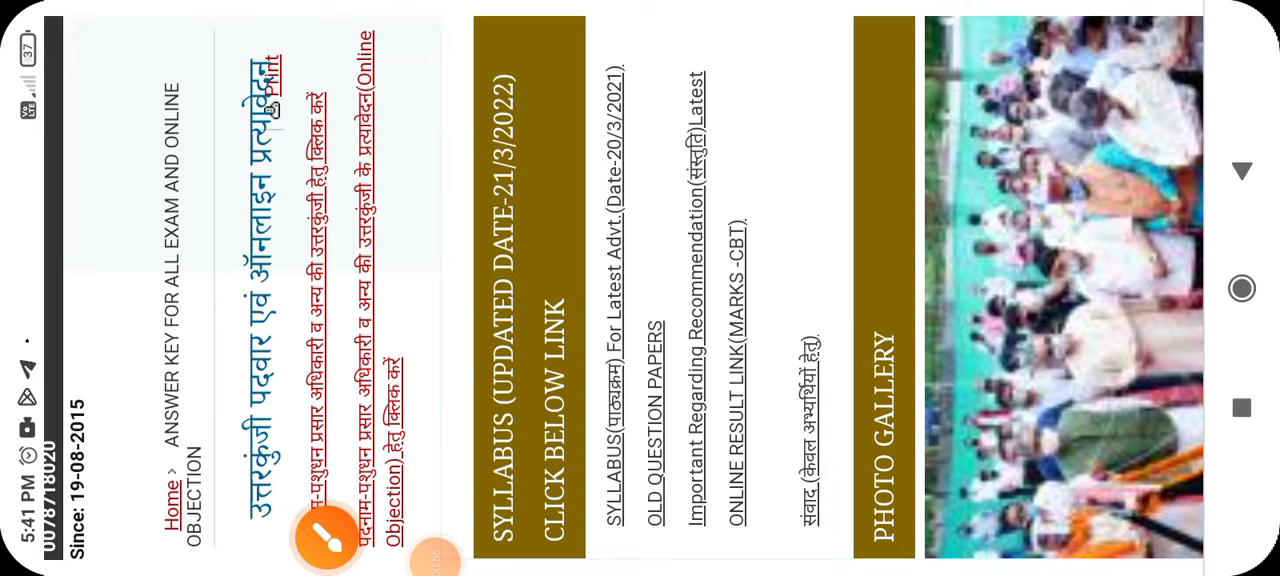 5:41 PM
37
0078718020
Since: 19-08-2015
Home > ANSWER KEY FOR ALL EXAM AND ONLINE
OBJECTION
उत्तरकुंजी पदवार एवं ऑनलाइन प्रत्यावेदन
Print
म-पशुधन प्रसार अधिकारी व अन्य की उत्तरकुंजी हेतु क्लिक करें
पदनाम-पशुधन प्रसार अधिकारी व अन्य की उत्तरकुंजी के प्रत्यावेदन(Online
Objection) हेतु क्लिक करें
SYLLABUS (UPDATED DATE-21/3/2022)
CLICK BELOW LINK
SYLLABUS(पाठ्यक्रम) For Latest Advt.(Date-20/3/2021)
OLD QUESTION PAPERS
Important Regarding Recommendation(संस्तुति)Latest
ONLINE RESULT LINK(MARKS -CBT)
संवाद (केवल अभ्यर्थियों हेतु)
PHOTO GALLERY